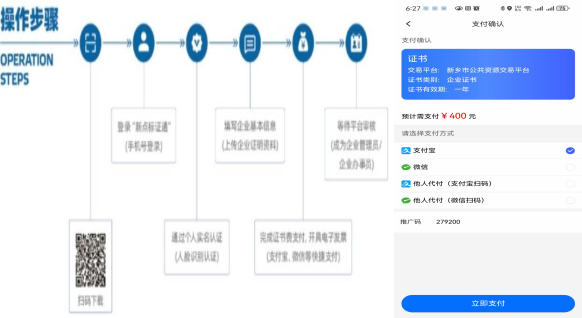 操作步骤
OPERATION
STEPS
登录“新点标证通”
(手机号登录)
填写企业基本信息
(上传企业证明资料)
等待平台审核
(成为企业管理员/
企业办事员)
扫码下载
通过个人实名认证
(人脸识别认证)
完成证书费支付, 开具电子发票
(支付宝、微信等快捷支付)
6:27
支付确认
支付确认
证书
交易平台: 新乡市公共资源交易平台
证书类别: 企业证书
证书有效期: 一年
预计需支付 ¥ 400 元
请选择支付方式
支付宝
微信
他人代付 (支付宝扫码)
他人代付 (微信扫码)
推广码 279200
立即支付